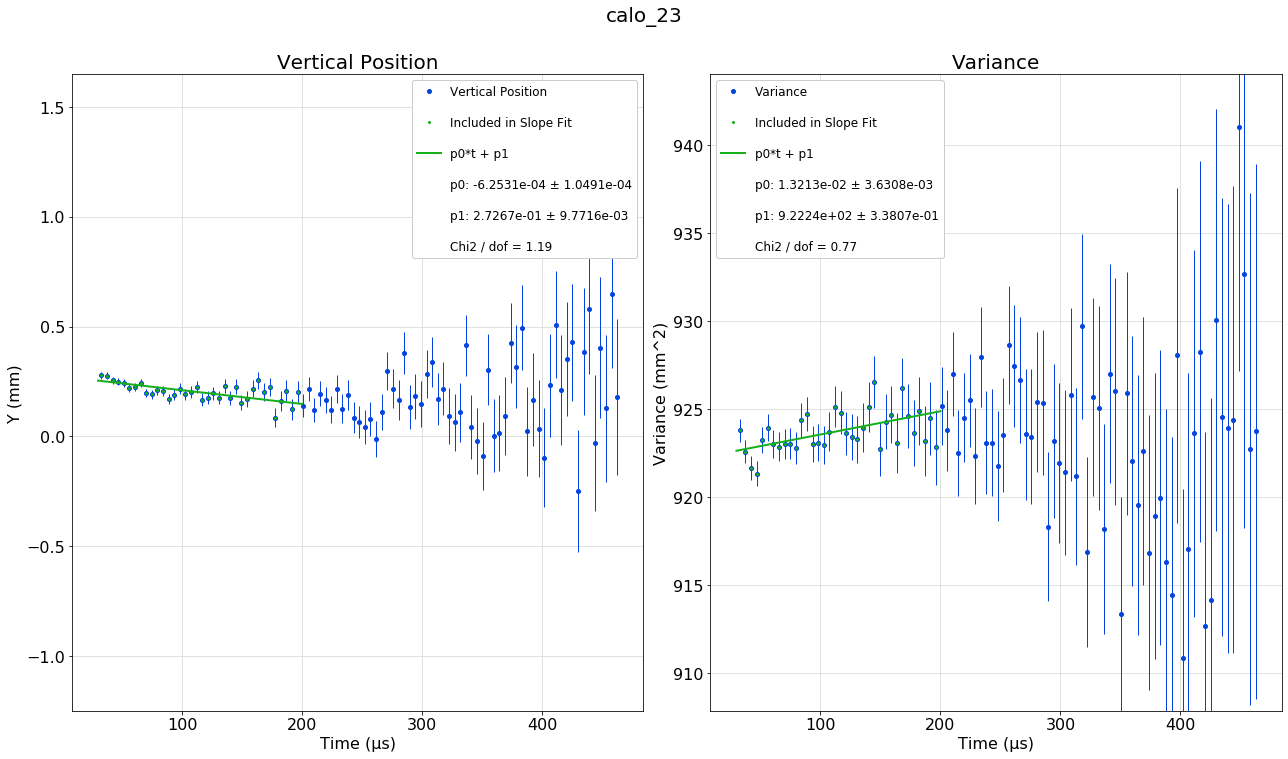 calo_23
Vertical Position
Vertical Position
Included in Slope Fit
p0*t + p1
p0: -6.2531e-04 ± 1.0491e-04
p1: 2.7267e-01 ± 9.7716e-03
Chi2 / dof = 1.19
1.5
1.0
0.5
0.0
−0.5
−1.0
Y (mm)
100 200 300 400
Time (μs)
Variance
Variance
Included in Slope Fit
p0*t + p1
p0: 1.3213e-02 ± 3.6308e-03
p1: 9.2224e+02 ± 3.3807e-01
Chi2 / dof = 0.77
940
935
930
925
920
915
910
Variance (mm^2)
100 200 300 400
Time (μs)